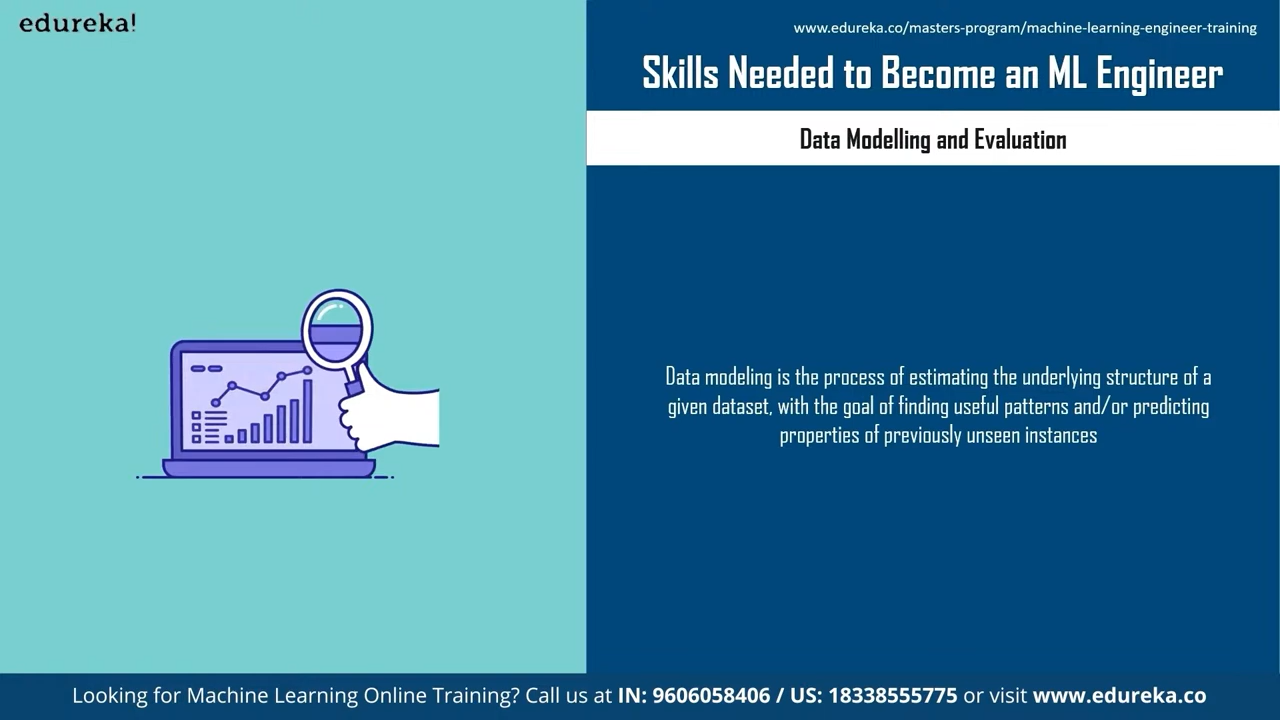 edureka!
www.edureka.co/masters-program/machine-learning-engineer-training
Skills Needed to Become an ML Engineer
Data Modelling and Evaluation
Data modeling is the process of estimating the underlying structure of a
given dataset, with the goal of finding useful patterns and/or predicting
properties of previously unseen instances
Looking for Machine Learning Online Training? Call us at IN: 9606058406 / US: 18338555775 or visit www.edureka.co